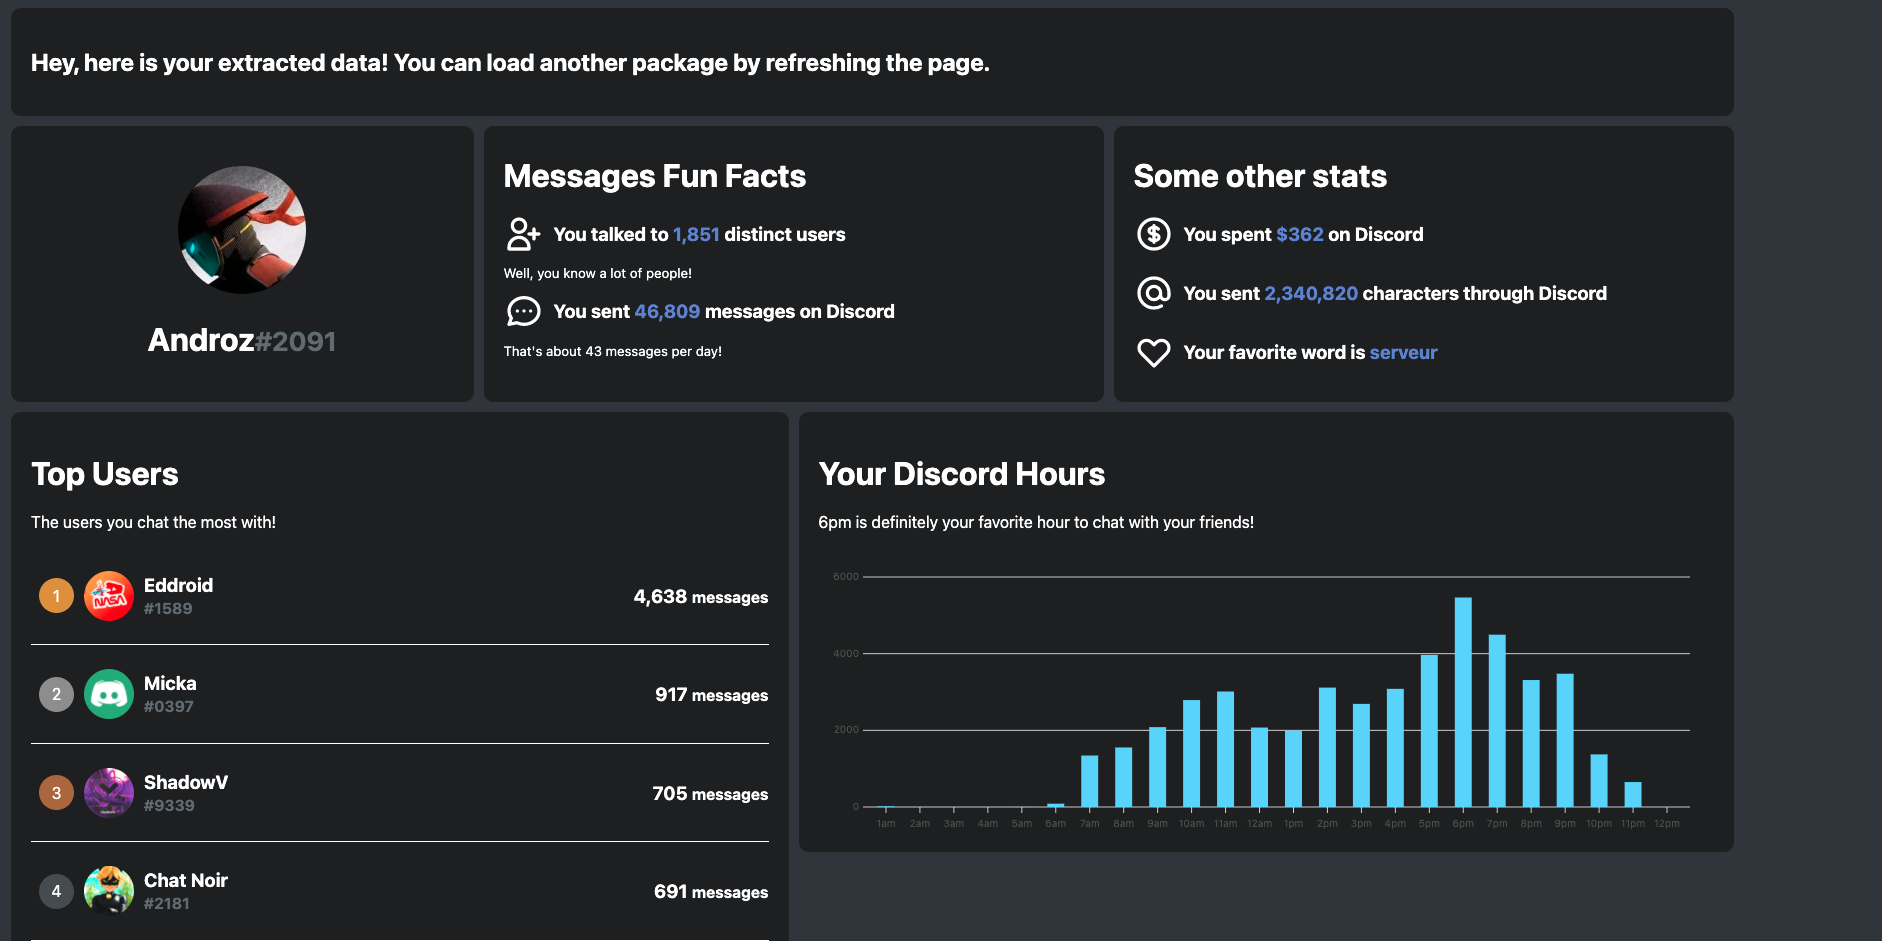 Hey, here is your extracted data! You can load another package by refreshing the page.
Androz#2091
Messages Fun Facts
You talked to 1,851 distinct users
Well, you know a lot of people!
You sent 46,809 messages on Discord
That's about 43 messages per day!
Some other stats
You spent $362 on Discord
You sent 2,340,820 characters through Discord
Your favorite word is serveur
Top Users
The users you chat the most with!
1
NASA
Eddroid
#1589
4,638 messages
2
Micka
#0397
917 messages
3
ShadowV
#9339
705 messages
4
Chat Noir
#2181
691 messages
Your Discord Hours
6pm is definitely your favorite hour to chat with your friends!
6000
4000
2000
0
1am 2am 3am 4am 5am 6am 7am 8am 9am 10am 11am 12am 1pm 2pm 3pm 4pm 5pm 6pm 7pm 8pm 9pm 10pm 11pm 12pm